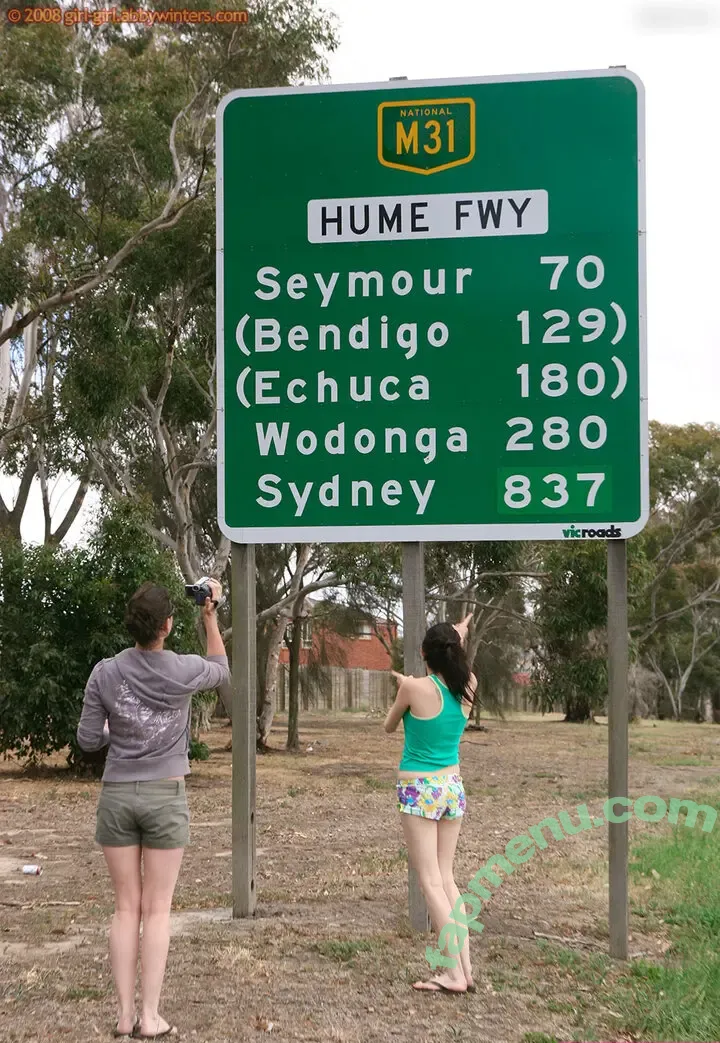 © 2008 girl-girl.abbywinters.com
NATIONAL
M31
HUME FWY
Seymour 70
(Bendigo 129)
(Echuca 180)
Wodonga 280
Sydney 837
vicroads
fapmenu.com